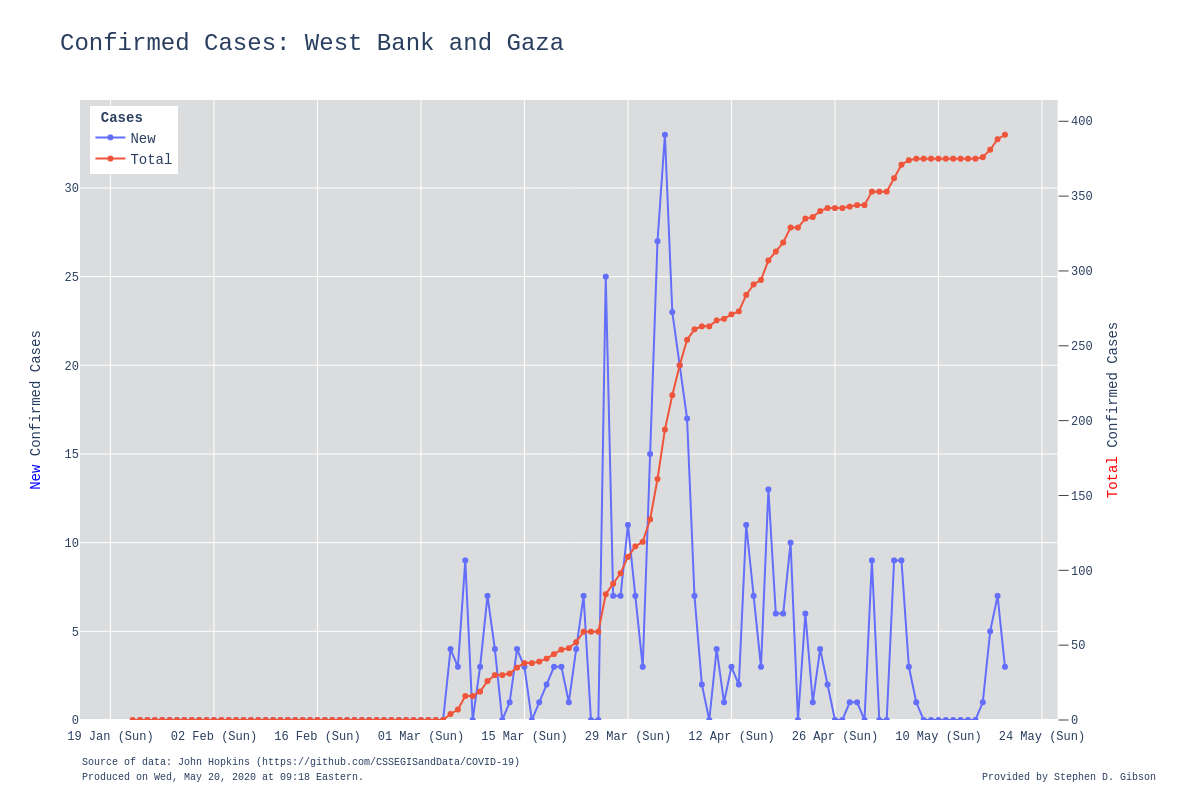 Confirmed Cases: West Bank and Gaza
Cases
New
Total
30
25
20
15
10
5
0
400
350
300
250
200
150
100
50
0
New Confirmed Cases
Total Confirmed Cases
19 Jan (Sun) 02 Feb (Sun) 16 Feb (Sun) 01 Mar (Sun) 15 Mar (Sun) 29 Mar (Sun) 12 Apr (Sun) 26 Apr (Sun) 10 May (Sun) 24 May (Sun)
Source of data: John Hopkins (https://github.com/CSSEGISandData/COVID-19)
Produced on Wed, May 20, 2020 at 09:18 Eastern.
Provided by Stephen D. Gibson